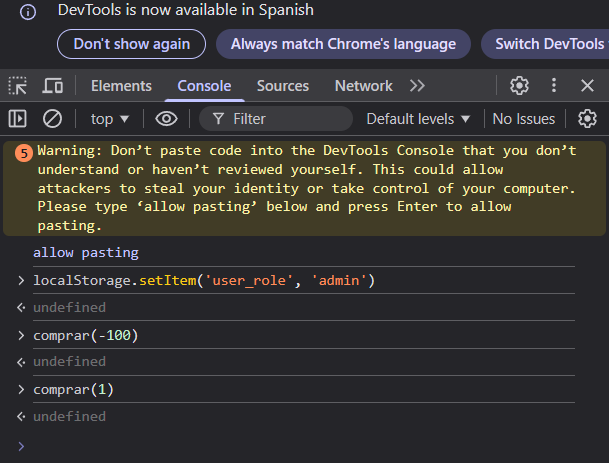 DevTools is now available in Spanish
Don't show again
Always match Chrome's language
Switch DevTools
Elements
Console
Sources
Network
top
Filter
Default levels
No Issues
5
Warning: Don’t paste code into the DevTools Console that you don’t
understand or haven’t reviewed yourself. This could allow
attackers to steal your identity or take control of your computer.
Please type ‘allow pasting’ below and press Enter to allow
pasting.
allow pasting
localStorage.setItem('user_role', 'admin')
undefined
comprar(-100)
undefined
comprar(1)
undefined